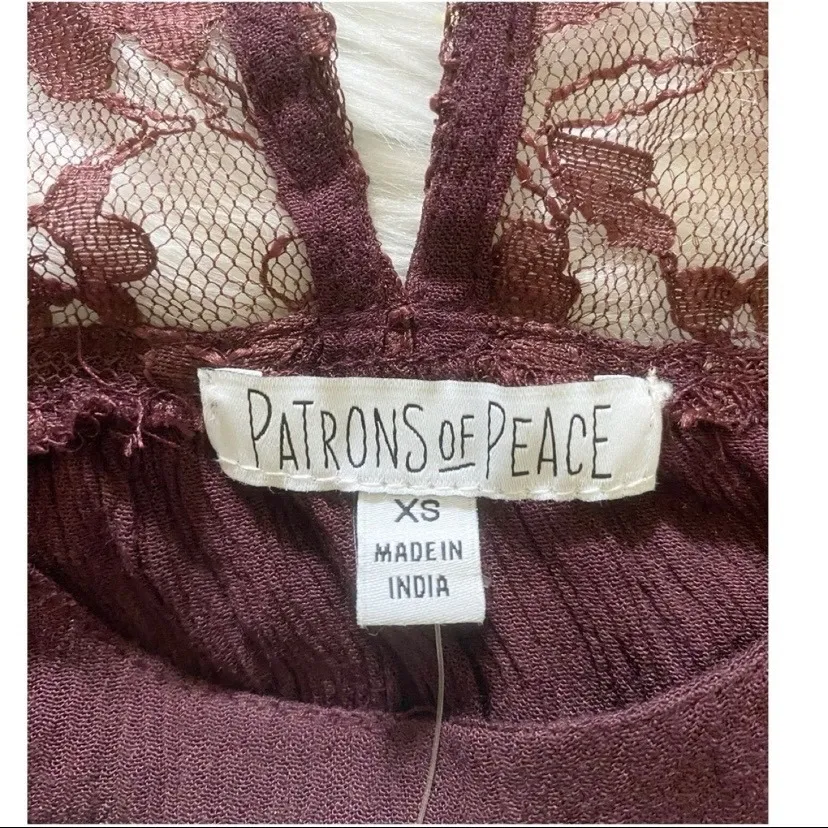 PATRONS OF PEACE
XS
MADE IN
INDIA